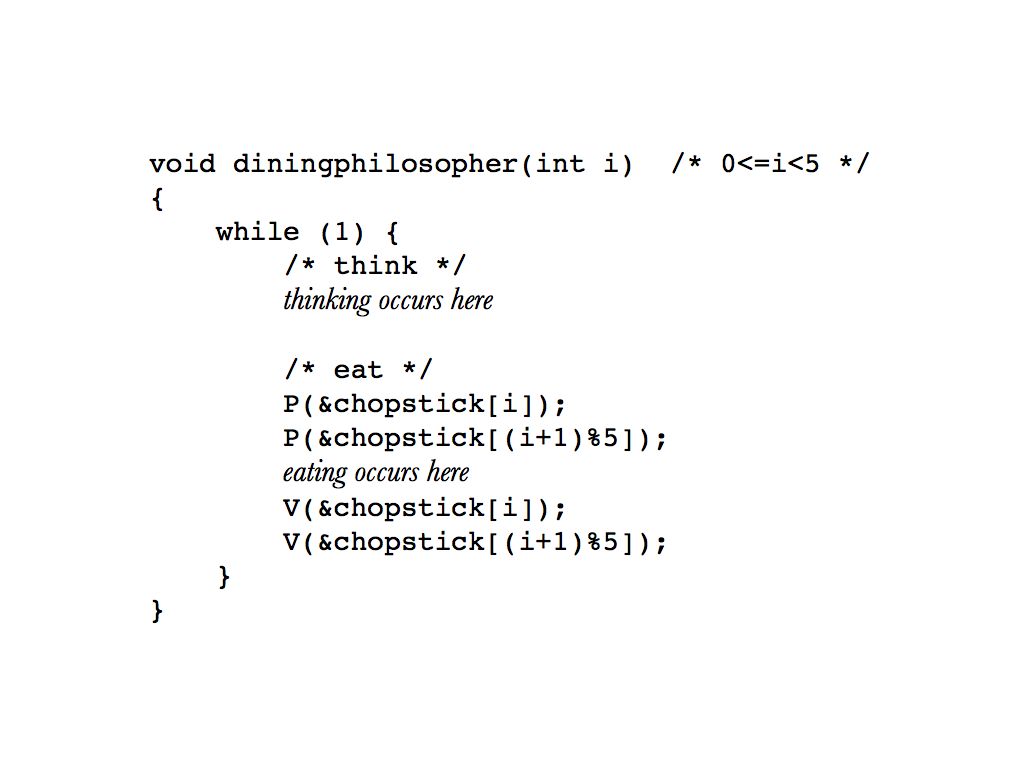 void diningphilosopher(int i)  /* 0<=i<5 */
{
    while (1) {
        /* think */
        thinking occurs here

        /* eat */
        P(&chopstick[i]);
        P(&chopstick[(i+1)%5]);
        eating occurs here
        V(&chopstick[i]);
        V(&chopstick[(i+1)%5]);
    }
}